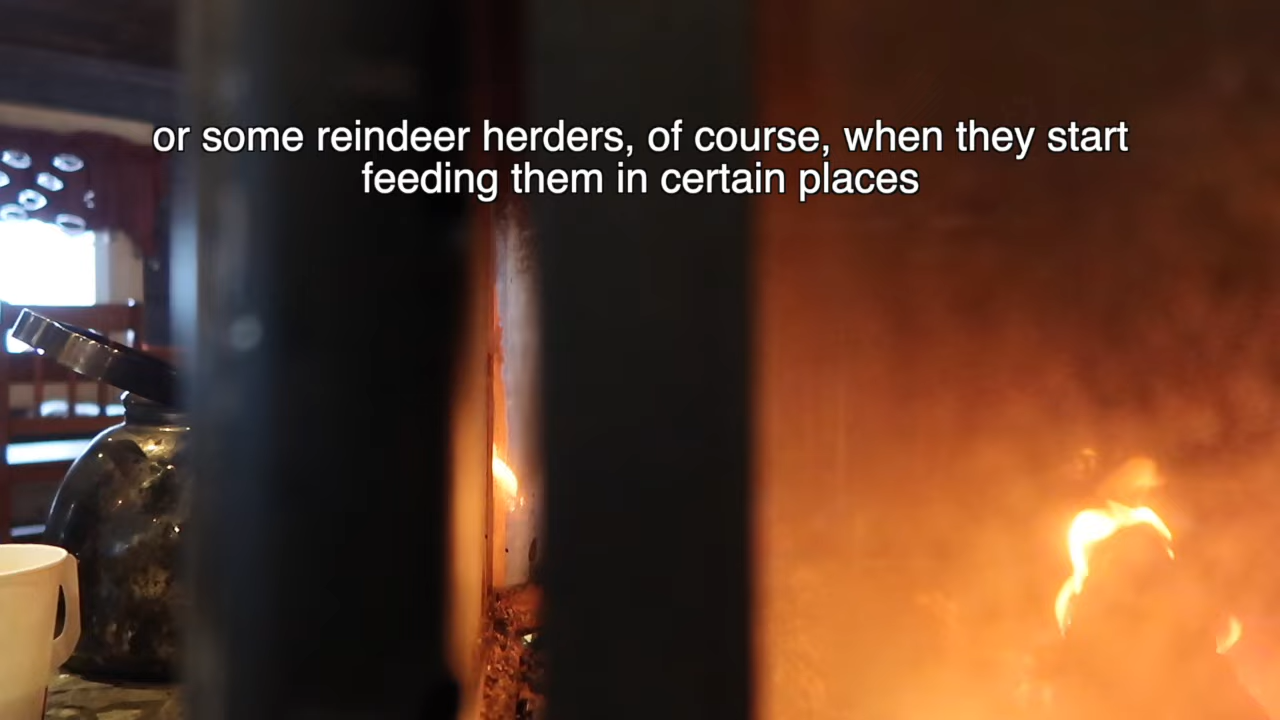 or some reindeer herders, of course, when they start
feeding them in certain places